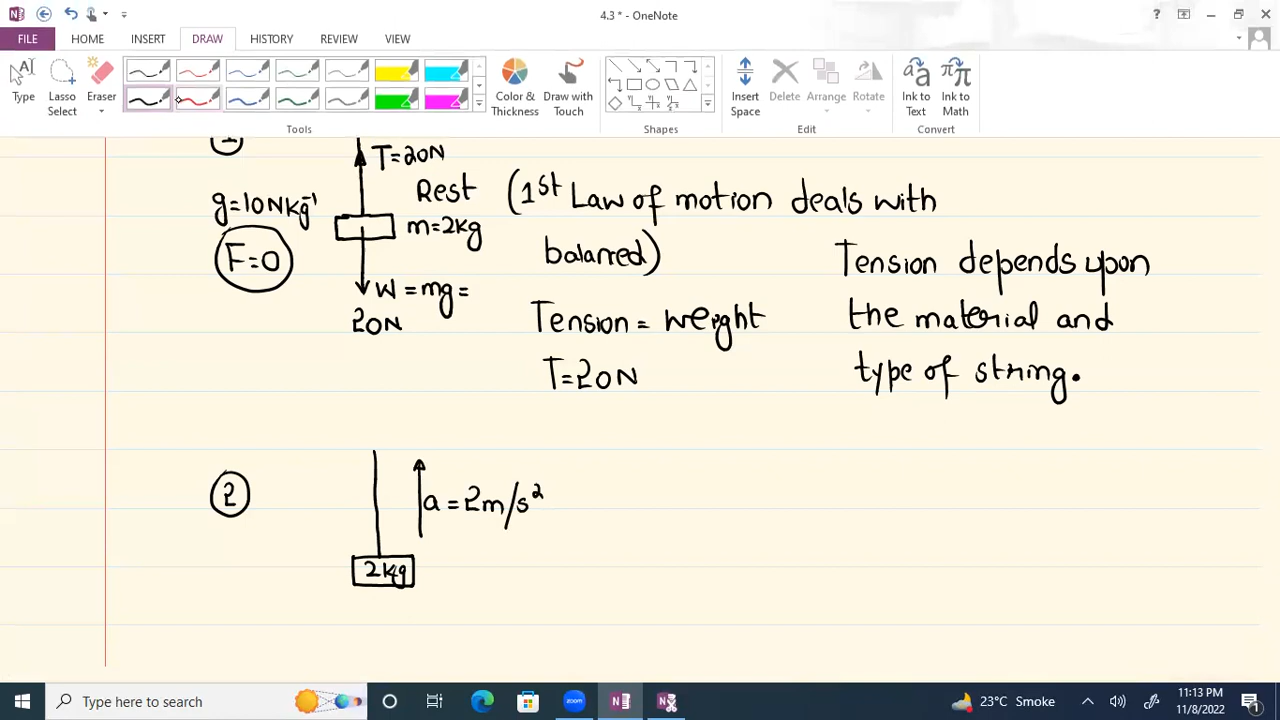 4.3 * - OneNote
FILE HOME INSERT DRAW HISTORY REVIEW VIEW
Type
Lasso Select
Eraser
Color & Thickness
Draw with Touch
Insert Space
Delete
Arrange
Rotate
Ink to Text
Ink to Math
Tools
Shapes
Edit
Convert
1
T=20N
Rest (1st Law of motion deals with
g=10NKg-1
m=2kg
balanred)
F=0
Tension depends upon
W = mg =
20N
Tension = weight
the material and
T=20N
type of string.
2
a = 2m/s²
2Kg
Type here to search
23°C Smoke
11:13 PM
11/8/2022
1